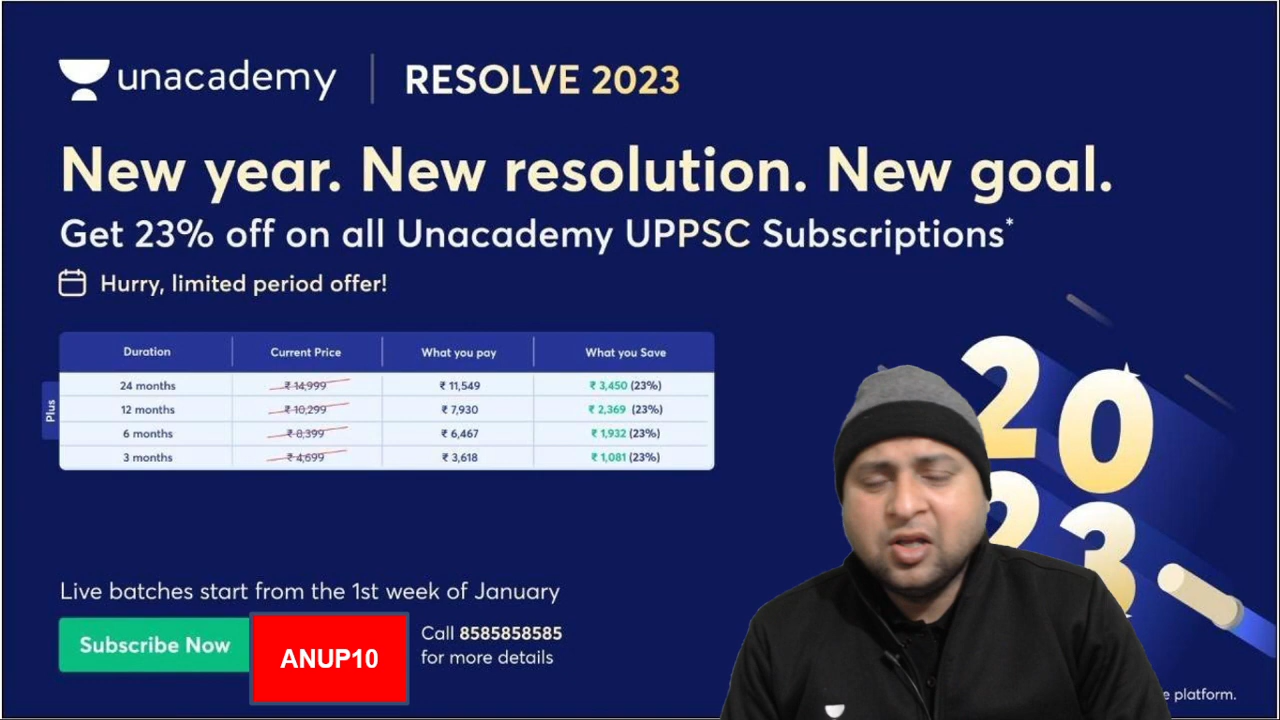 unacademy
RESOLVE 2023
New year. New resolution. New goal.
Get 23% off on all Unacademy UPPSC Subscriptions*
Hurry, limited period offer!
Duration Current Price What you pay What you Save
Plus
24 months ₹ 14,999 ₹ 11,549 ₹ 3,450 (23%)
12 months ₹ 10,299 ₹ 7,930 ₹ 2,369 (23%)
6 months ₹ 8,399 ₹ 6,467 ₹ 1,932 (23%)
3 months ₹ 4,699 ₹ 3,618 ₹ 1,081 (23%)
20
23
Live batches start from the 1st week of January
Subscribe Now
ANUP10
Call 8585858585
for more details
platform.